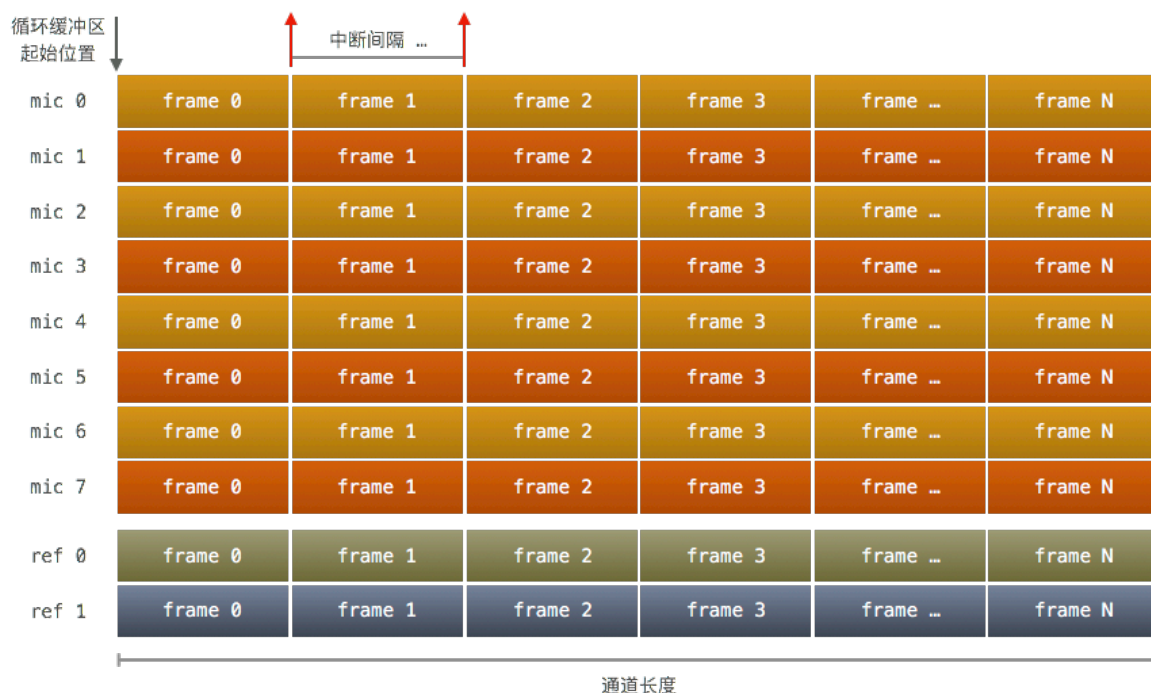 循环缓冲区
起始位置
中断间隔 …
mic 0 frame 0 frame 1 frame 2 frame 3 frame … frame N
mic 1 frame 0 frame 1 frame 2 frame 3 frame … frame N
mic 2 frame 0 frame 1 frame 2 frame 3 frame … frame N
mic 3 frame 0 frame 1 frame 2 frame 3 frame … frame N
mic 4 frame 0 frame 1 frame 2 frame 3 frame … frame N
mic 5 frame 0 frame 1 frame 2 frame 3 frame … frame N
mic 6 frame 0 frame 1 frame 2 frame 3 frame … frame N
mic 7 frame 0 frame 1 frame 2 frame 3 frame … frame N
ref 0 frame 0 frame 1 frame 2 frame 3 frame … frame N
ref 1 frame 0 frame 1 frame 2 frame 3 frame … frame N
通道长度